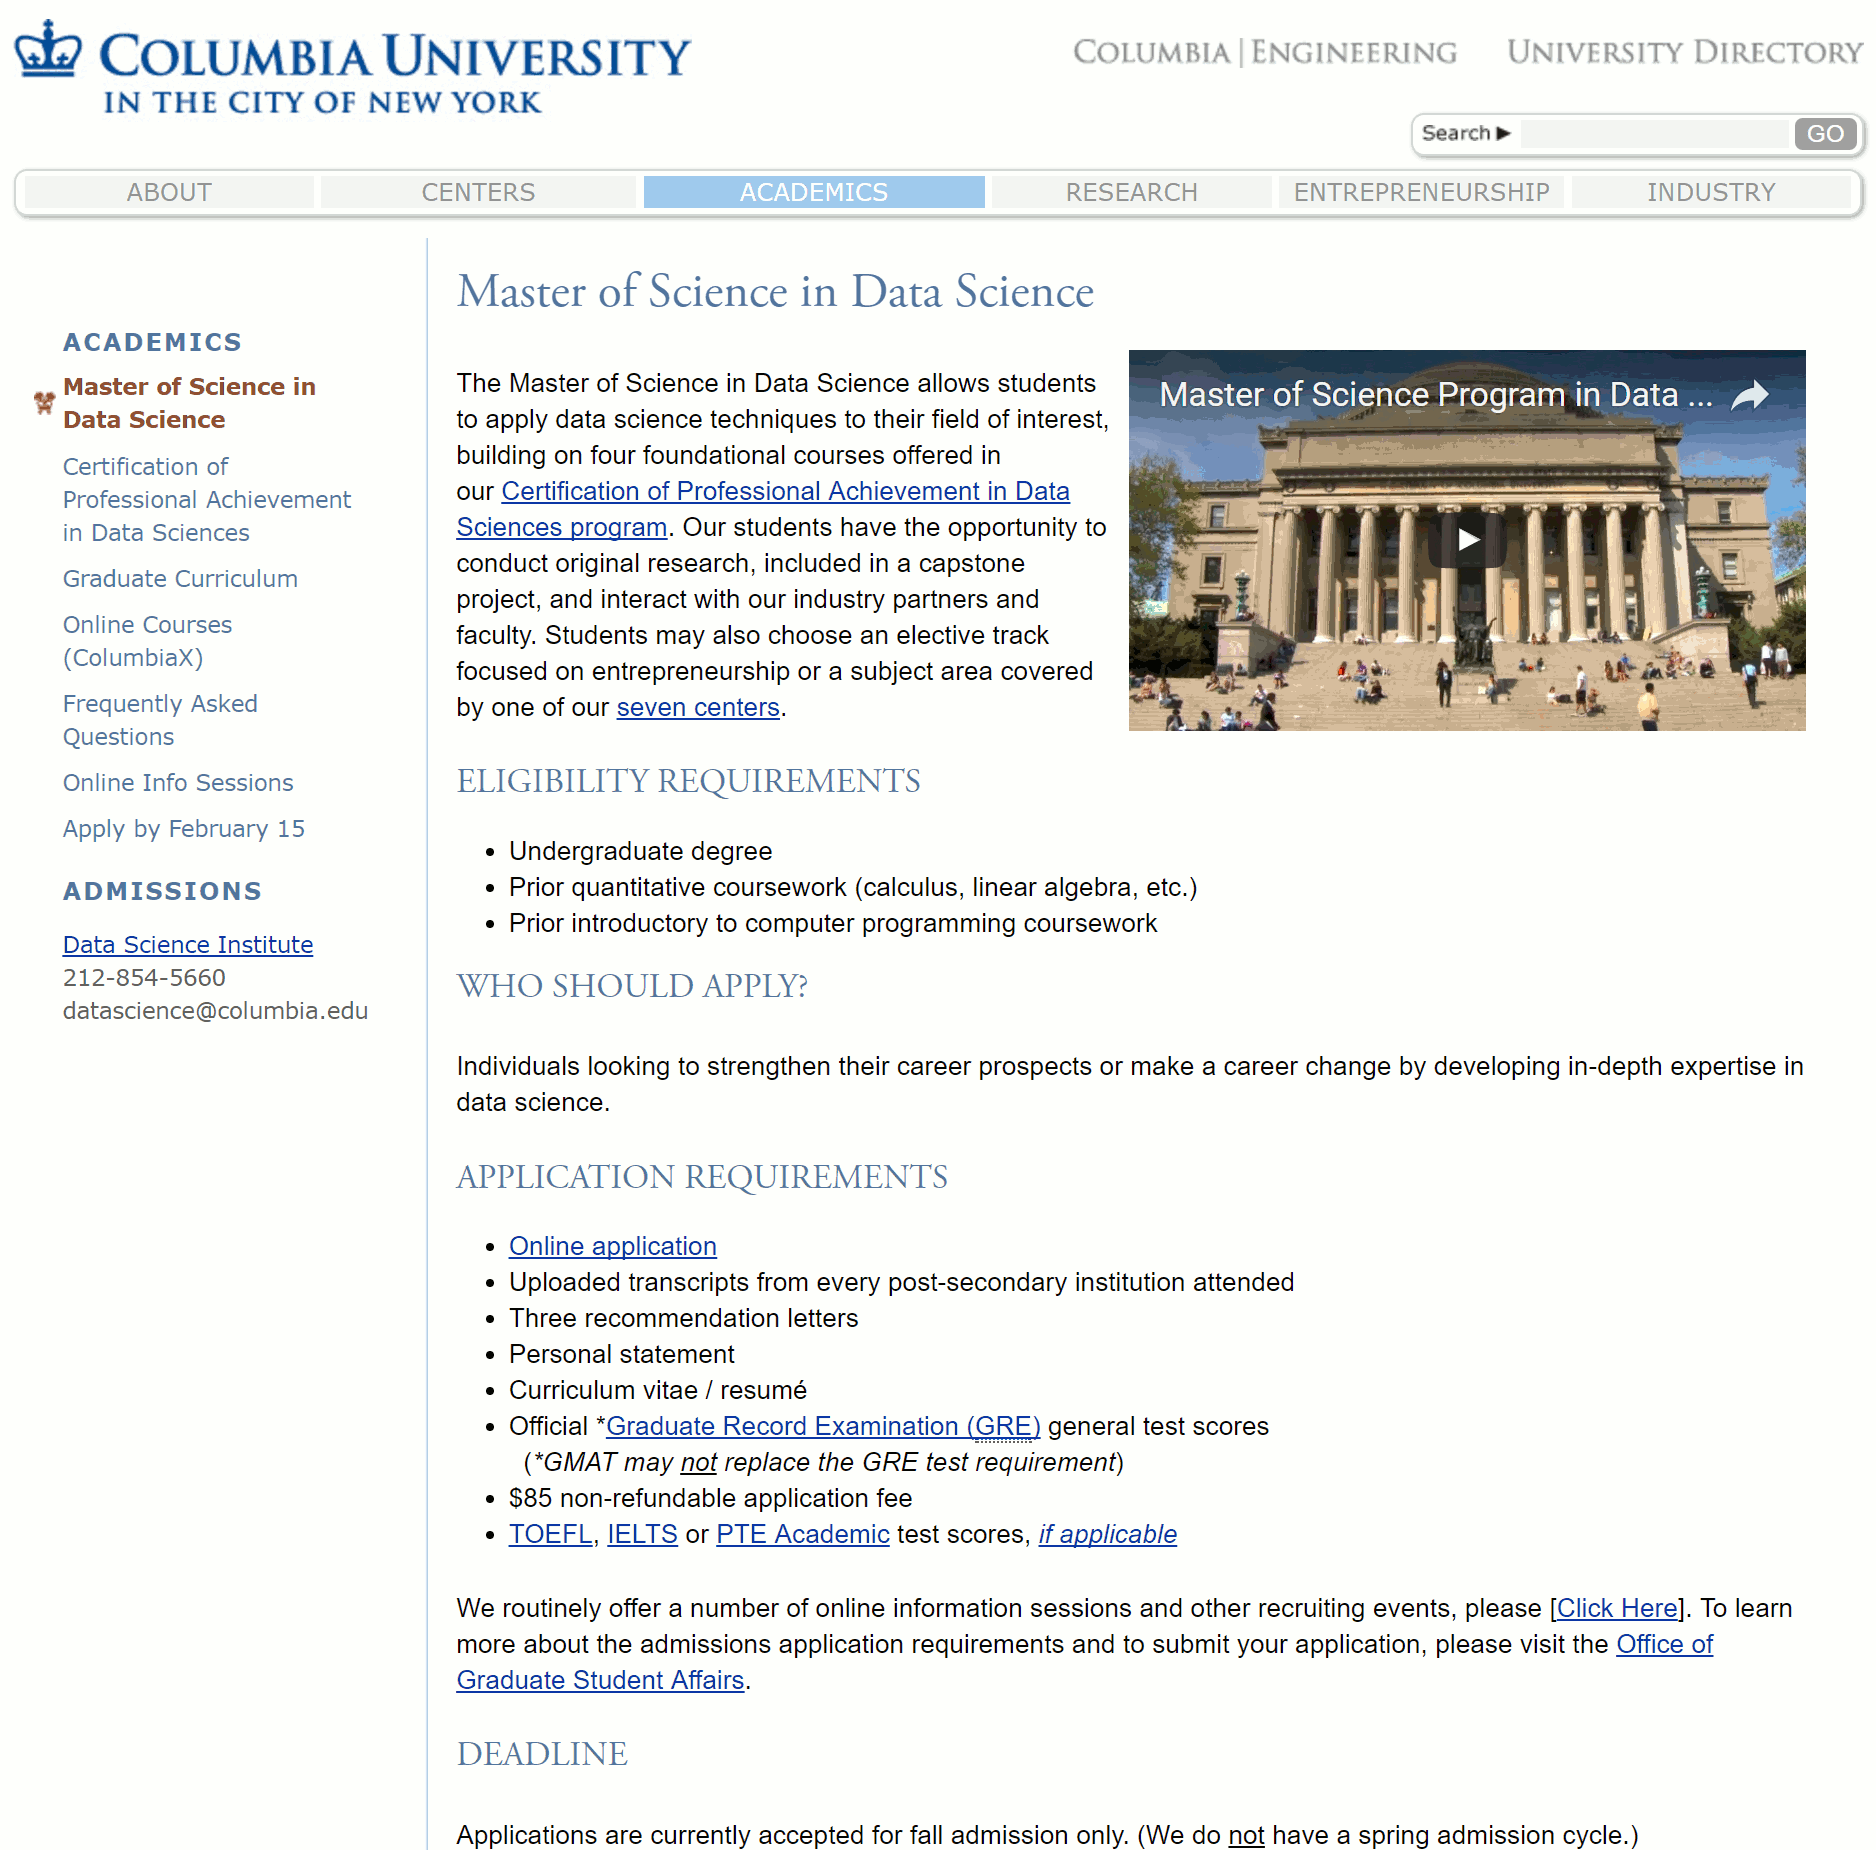 COLUMBIA UNIVERSITY
IN THE CITY OF NEW YORK
COLUMBIA | ENGINEERING
UNIVERSITY DIRECTORY
Search
GO
ABOUT
CENTERS
ACADEMICS
RESEARCH
ENTREPRENEURSHIP
INDUSTRY
ACADEMICS
Master of Science in
Data Science
Certification of
Professional Achievement
in Data Sciences
Graduate Curriculum
Online Courses
(ColumbiaX)
Frequently Asked
Questions
Online Info Sessions
Apply by February 15
ADMISSIONS
Data Science Institute
212-854-5660
datascience@columbia.edu
Master of Science in Data Science
The Master of Science in Data Science allows students
to apply data science techniques to their field of interest,
building on four foundational courses offered in
our Certification of Professional Achievement in Data
Sciences program. Our students have the opportunity to
conduct original research, included in a capstone
project, and interact with our industry partners and
faculty. Students may also choose an elective track
focused on entrepreneurship or a subject area covered
by one of our seven centers.
Master of Science Program in Data ...
ELIGIBILITY REQUIREMENTS
• Undergraduate degree
• Prior quantitative coursework (calculus, linear algebra, etc.)
• Prior introductory to computer programming coursework
WHO SHOULD APPLY?
Individuals looking to strengthen their career prospects or make a career change by developing in-depth expertise in
data science.
APPLICATION REQUIREMENTS
• Online application
• Uploaded transcripts from every post-secondary institution attended
• Three recommendation letters
• Personal statement
• Curriculum vitae / resumé
• Official *Graduate Record Examination (GRE) general test scores
(*GMAT may not replace the GRE test requirement)
• $85 non-refundable application fee
• TOEFL, IELTS or PTE Academic test scores, if applicable
We routinely offer a number of online information sessions and other recruiting events, please [Click Here]. To learn
more about the admissions application requirements and to submit your application, please visit the Office of
Graduate Student Affairs.
DEADLINE
Applications are currently accepted for fall admission only. (We do not have a spring admission cycle.)